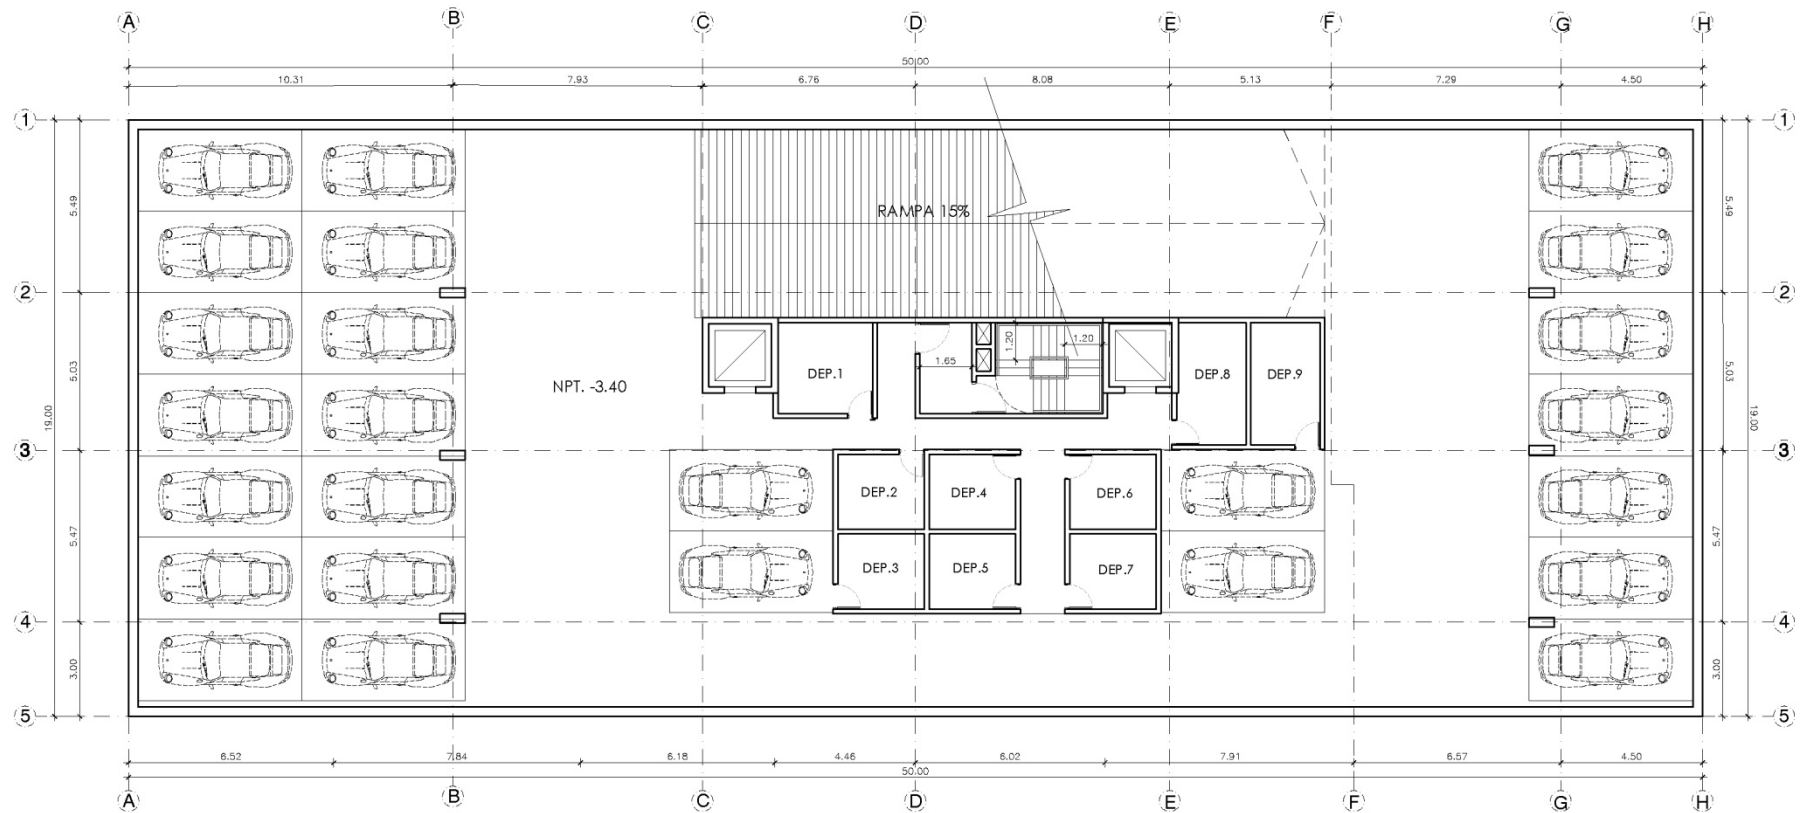 A B C D E F G H
50.00
10.31 7.93 6.76 8.08 5.13 7.29 4.50
1 1
5.49 5.49
RAMPA 15%
2 2
1.20 1.20
1.65
5.03 5.03
DEP.1 DEP.8 DEP.9
NPT. -3.40
19.00 19.00
3 3
DEP.2 DEP.4 DEP.6
5.47 5.47
DEP.3 DEP.5 DEP.7
4 4
3.00 3.00
5 5
6.52 7.84 6.18 4.46 6.02 7.91 6.57 4.50
50.00
A B C D E F G H